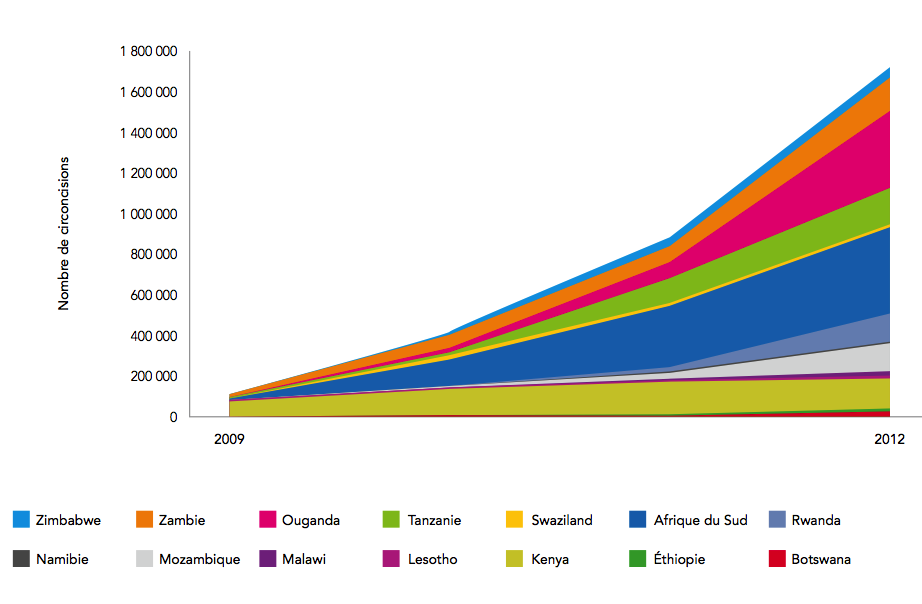 1 800 000
1 600 000
1 400 000
1 200 000
1 000 000
800 000
600 000
400 000
200 000
0
Nombre de circoncisions
2009 2012
Zimbabwe Zambie Ouganda Tanzanie Swaziland Afrique du Sud Rwanda
Namibie Mozambique Malawi Lesotho Kenya Éthiopie Botswana